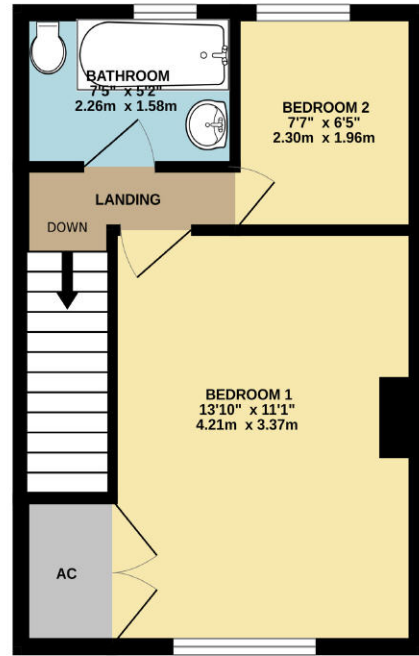 BATHROOM
7'5" x 5'2"
2.26m x 1.58m
BEDROOM 2
7'7" x 6'5"
2.30m x 1.96m
LANDING
DOWN
BEDROOM 1
13'10" x 11'1"
4.21m x 3.37m
AC